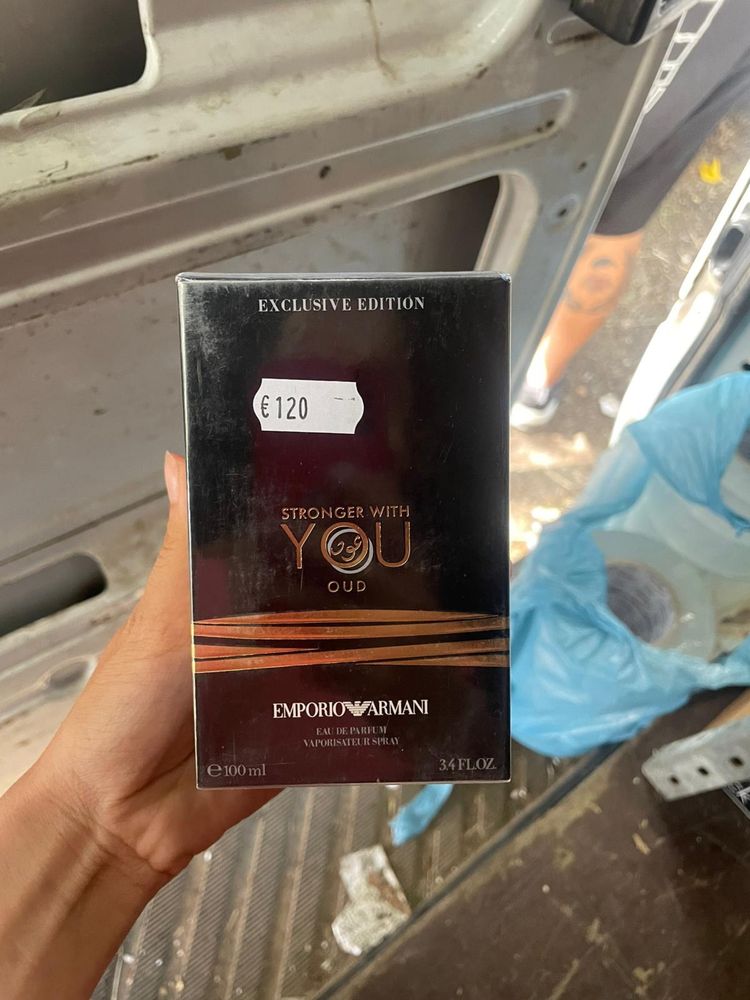 EXCLUSIVE EDITION
€120
STRONGER WITH
YOU
عود
OUD
EMPORIO ARMANI
EAU DE PARFUM
VAPORISATEUR SPRAY
℮100 ml 3.4 FL.OZ.